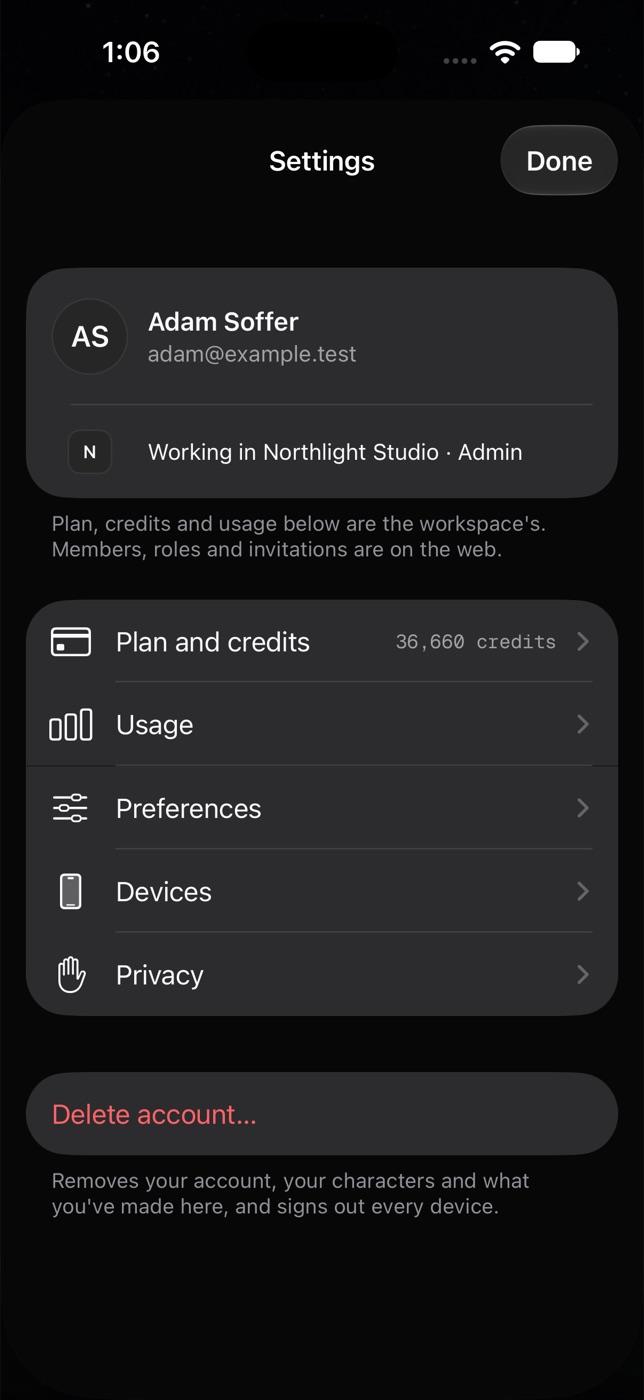 1:06
Settings
Done
AS
Adam Soffer
adam@example.test
N
Working in Northlight Studio · Admin
Plan, credits and usage below are the workspace's.
Members, roles and invitations are on the web.
Plan and credits
36,660 credits
Usage
Preferences
Devices
Privacy
Delete account...
Removes your account, your characters and what
you've made here, and signs out every device.